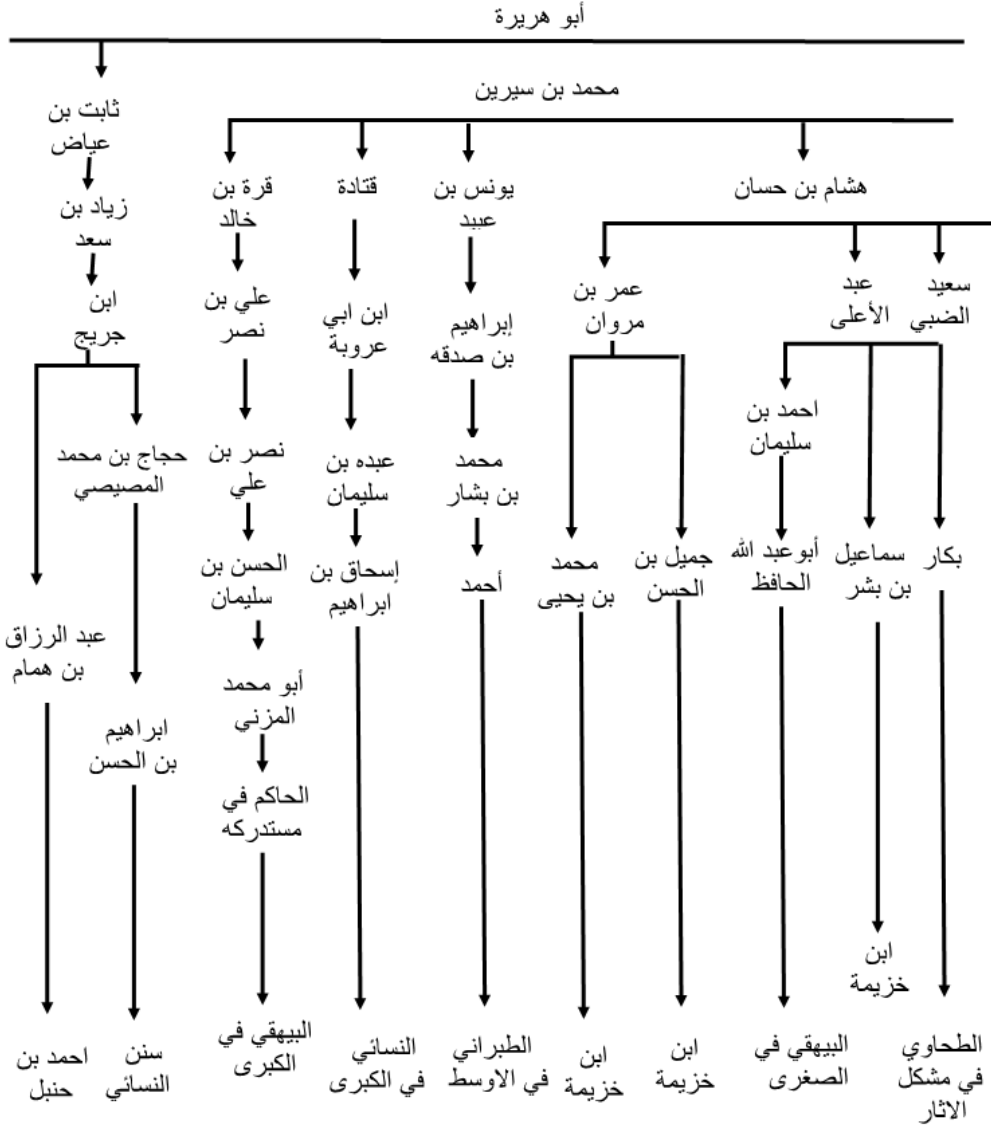 أبو هريرة
محمد بن سيرين
ثابت بن
عياض
هشام بن حسان
يونس بن
عبيد
قتادة
قرة بن
خالد
زياد بن
سعد
سعيد
الضبي
عبد
الأعلى
عمر بن
مروان
إبراهيم
بن صدقه
ابن ابي
عروبة
علي بن
نصر
ابن
جريج
احمد بن
سليمان
محمد
بن بشار
عبده بن
سليمان
نصر بن
علي
حجاج بن محمد
المصيصي
بكار
سماعيل
بن بشر
أبو عبد الله
الحافظ
جميل بن
الحسن
محمد
بن يحيى
أحمد
إسحاق بن
ابراهيم
الحسن بن
سليمان
عبد الرزاق
بن همام
أبو محمد
المزني
ابراهيم
بن الحسن
الحاكم في
مستدركه
ابن
خزيمة
الطحاوي
في مشكل
الاثار
البيهقي في
الصغرى
ابن
خزيمة
ابن
خزيمة
الطبراني
في الاوسط
النسائي
في الكبرى
البيهقي في
الكبرى
سنن
النسائي
احمد بن
حنبل